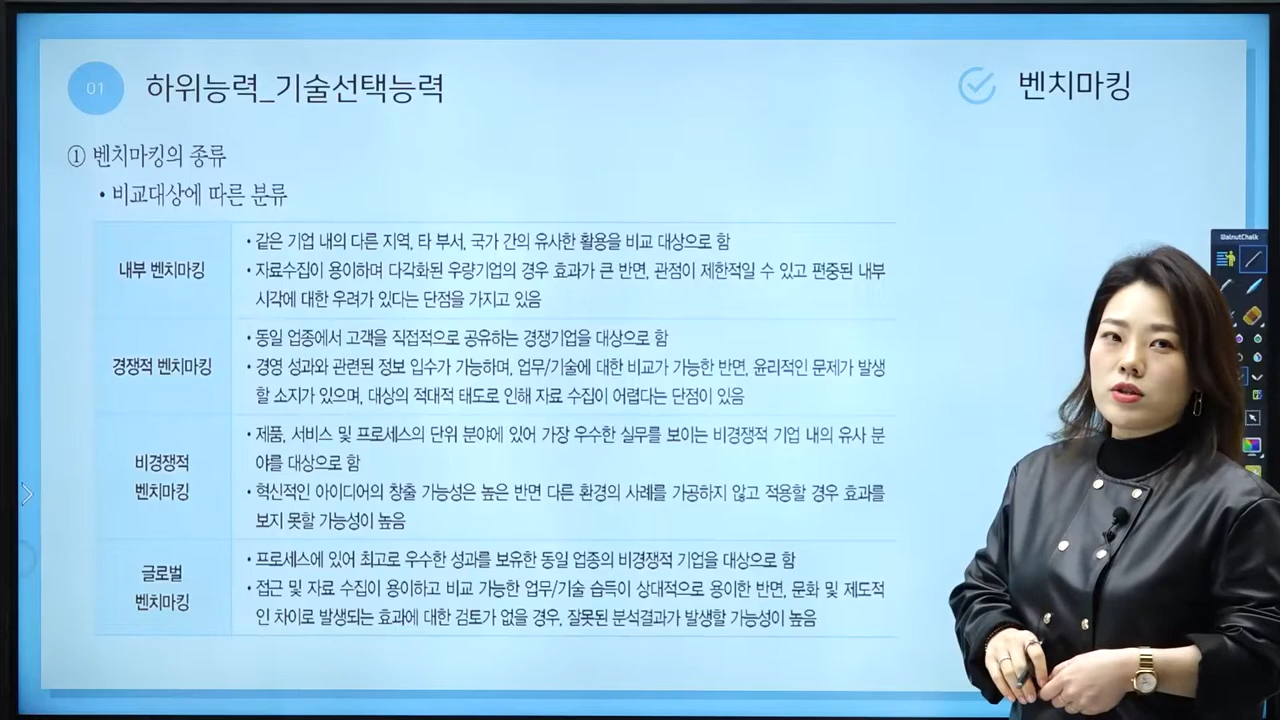 01 하위능력_기술선택능력
벤치마킹
① 벤치마킹의 종류
• 비교대상에 따른 분류
내부 벤치마킹
• 같은 기업 내의 다른 지역, 타 부서, 국가 간의 유사한 활용을 비교 대상으로 함
• 자료수집이 용이하며 다각화된 우량기업의 경우 효과가 큰 반면, 관점이 제한적일 수 있고 편중된 내부
시각에 대한 우려가 있다는 단점을 가지고 있음
경쟁적 벤치마킹
• 동일 업종에서 고객을 직접적으로 공유하는 경쟁기업을 대상으로 함
• 경영 성과와 관련된 정보 입수가 가능하며, 업무/기술에 대한 비교가 가능한 반면, 윤리적인 문제가 발생
할 소지가 있으며, 대상의 적대적 태도로 인해 자료 수집이 어렵다는 단점이 있음
비경쟁적
벤치마킹
• 제품, 서비스 및 프로세스의 단위 분야에 있어 가장 우수한 실무를 보이는 비경쟁적 기업 내의 유사 분
야를 대상으로 함
• 혁신적인 아이디어의 창출 가능성은 높은 반면 다른 환경의 사례를 가공하지 않고 적용할 경우 효과를
보지 못할 가능성이 높음
글로벌
벤치마킹
• 프로세스에 있어 최고로 우수한 성과를 보유한 동일 업종의 비경쟁적 기업을 대상으로 함
• 접근 및 자료 수집이 용이하고 비교 가능한 업무/기술 습득이 상대적으로 용이한 반면, 문화 및 제도적
인 차이로 발생되는 효과에 대한 검토가 없을 경우, 잘못된 분석결과가 발생할 가능성이 높음
WalnutChalk